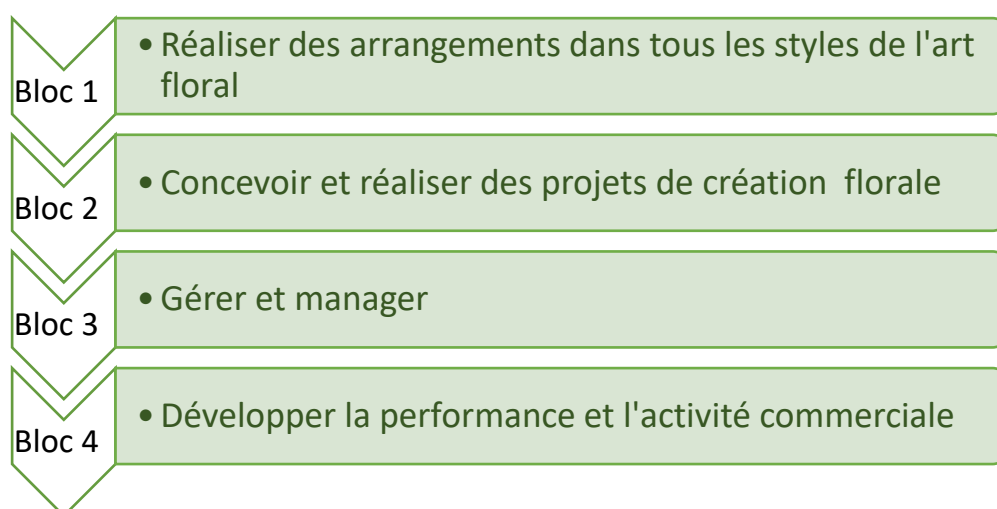 Bloc 1
• Réaliser des arrangements dans tous les styles de l'art
floral
Bloc 2
• Concevoir et réaliser des projets de création florale
Bloc 3
• Gérer et manager
Bloc 4
• Développer la performance et l'activité commerciale